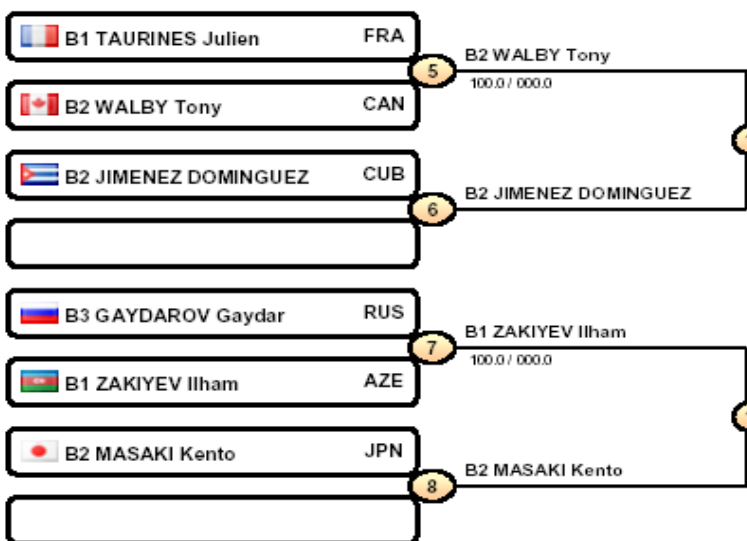 B1 TAURINES Julien FRA
5
B2 WALBY Tony
100.0 / 000.0
B2 WALBY Tony CAN
B2 JIMENEZ DOMINGUEZ CUB
6
B2 JIMENEZ DOMINGUEZ
B3 GAYDAROV Gaydar RUS
7
B1 ZAKIYEV Ilham
100.0 / 000.0
B1 ZAKIYEV Ilham AZE
B2 MASAKI Kento JPN
8
B2 MASAKI Kento